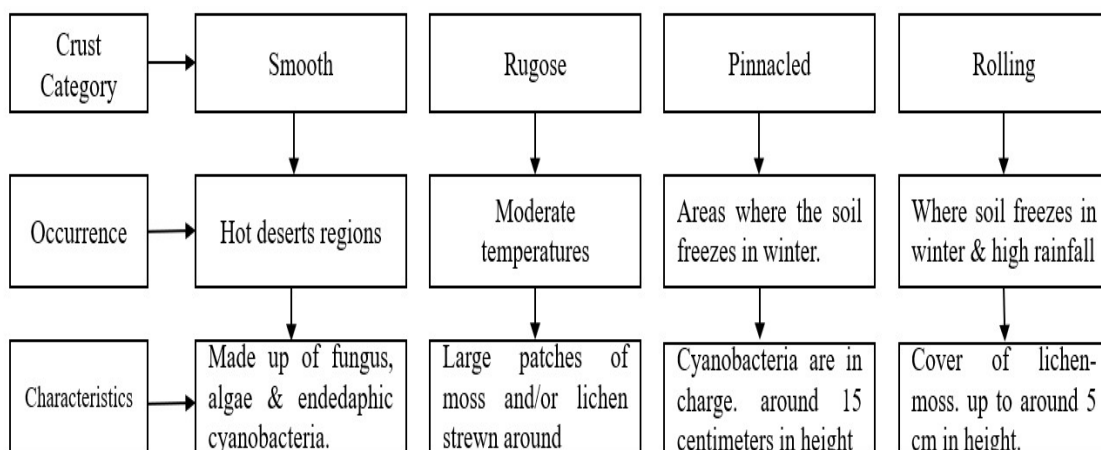 Crust
Category
Smooth
Rugose
Pinnacled
Rolling
Occurrence
Hot deserts regions
Moderate
temperatures
Areas where the soil
freezes in winter.
Where soil freezes in
winter & high rainfall
Characteristics
Made up of fungus,
algae & endedaphic
cyanobacteria.
Large patches of
moss and/or lichen
strewn around
Cyanobacteria are in
charge. around 15
centimeters in height
Cover of lichen-
moss. up to around 5
cm in height.